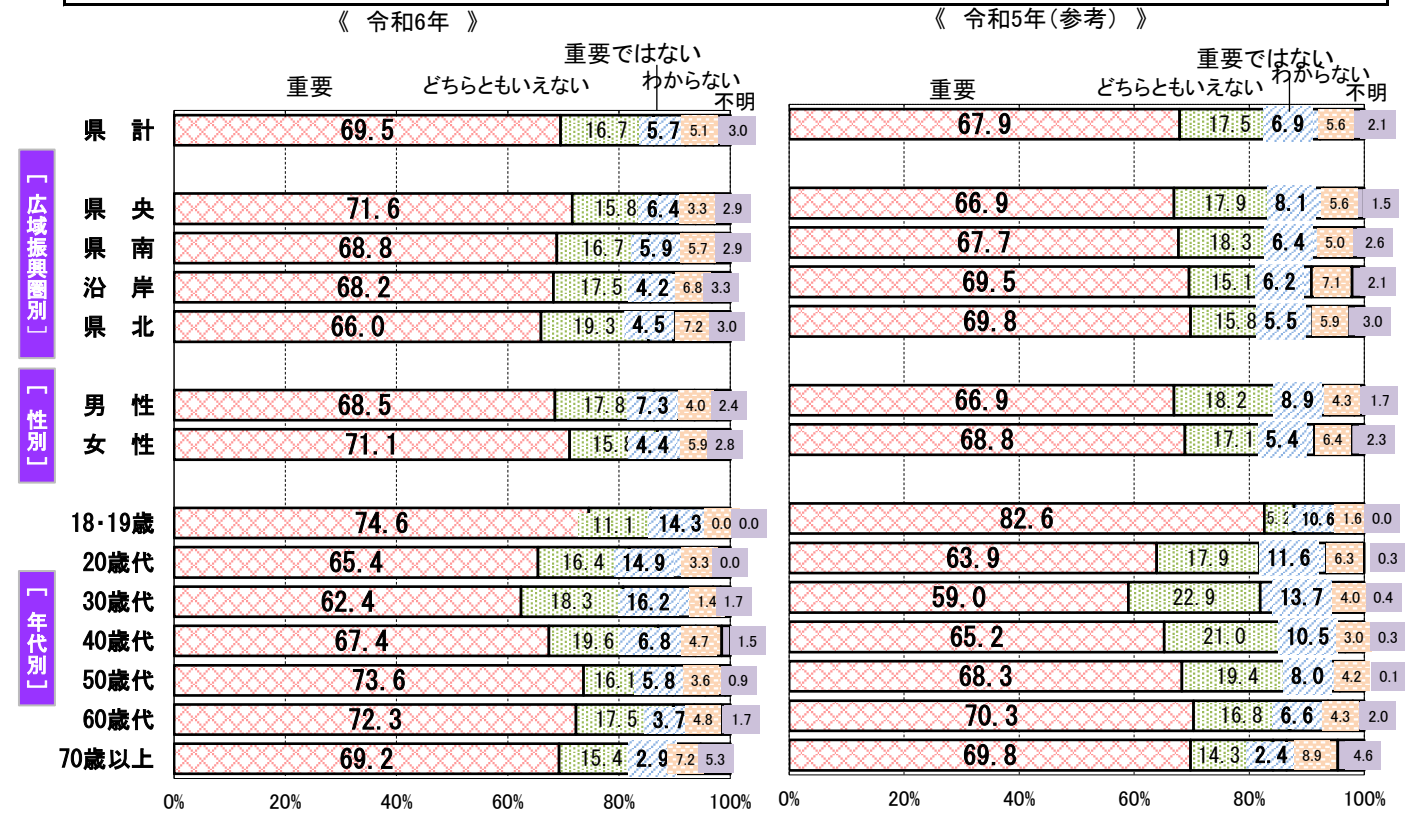 《 令和6年 》
重要ではない
重要 どちらともいえない わからない
不明
県 計 69.5 16.7 5.7 5.1 3.0
[広域振興圏別]
県 央 71.6 15.8 6.4 3.3 2.9
県 南 68.8 16.7 5.9 5.7 2.9
沿 岸 68.2 17.5 4.2 6.8 3.3
県 北 66.0 19.3 4.5 7.2 3.0
[性別]
男 性 68.5 17.8 7.3 4.0 2.4
女 性 71.1 15.8 4.4 5.9 2.8
[年代別]
18・19歳 74.6 11.1 14.3 0.0 0.0
20歳代 65.4 16.4 14.9 3.3 0.0
30歳代 62.4 18.3 16.2 1.4 1.7
40歳代 67.4 19.6 6.8 4.7 1.5
50歳代 73.6 16.1 5.8 3.6 0.9
60歳代 72.3 17.5 3.7 4.8 1.7
70歳以上 69.2 15.4 2.9 7.2 5.3
0% 20% 40% 60% 80% 100%
《 令和5年(参考) 》
重要ではない
重要 どちらともいえない わからない
不明
67.9 17.5 6.9 5.6 2.1
66.9 17.9 8.1 5.6 1.5
67.7 18.3 6.4 5.0 2.6
69.5 15.1 6.2 7.1 2.1
69.8 15.8 5.5 5.9 3.0
66.9 18.2 8.9 4.3 1.7
68.8 17.1 5.4 6.4 2.3
82.6 5.2 10.6 1.6 0.0
63.9 17.9 11.6 6.3 0.3
59.0 22.9 13.7 4.0 0.4
65.2 21.0 10.5 3.0 0.3
68.3 19.4 8.0 4.2 0.1
70.3 16.8 6.6 4.3 2.0
69.8 14.3 2.4 8.9 4.6
0% 20% 40% 60% 80% 100%